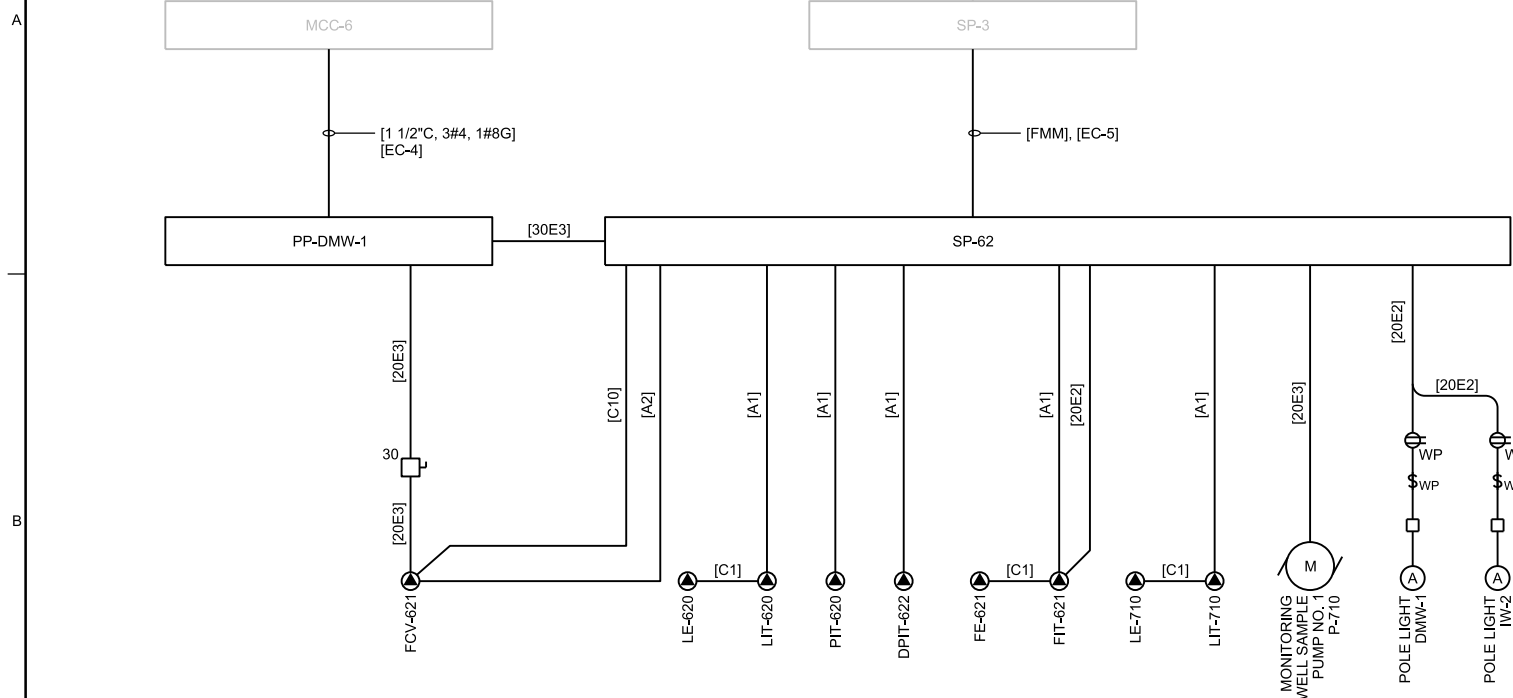 A
MCC-6
SP-3
[1 1/2"C, 3#4, 1#8G]
[EC-4]
[FMM], [EC-5]
PP-DMW-1
[30E3]
SP-62
[20E3]
[C10]
[A2]
[A1]
[A1]
[A1]
[A1]
[20E2]
[A1]
[20E3]
[20E2]
[20E2]
30
WP
W
$WP
$W
[20E3]
B
[C1]
[C1]
[C1]
M
A
A
FCV-621
LE-620
LIT-620
PIT-620
DPIT-622
FE-621
FIT-621
LE-710
LIT-710
MONITORING
WELL SAMPLE
PUMP NO. 1
P-710
POLE LIGHT
DMW-1
POLE LIGHT
IW-2